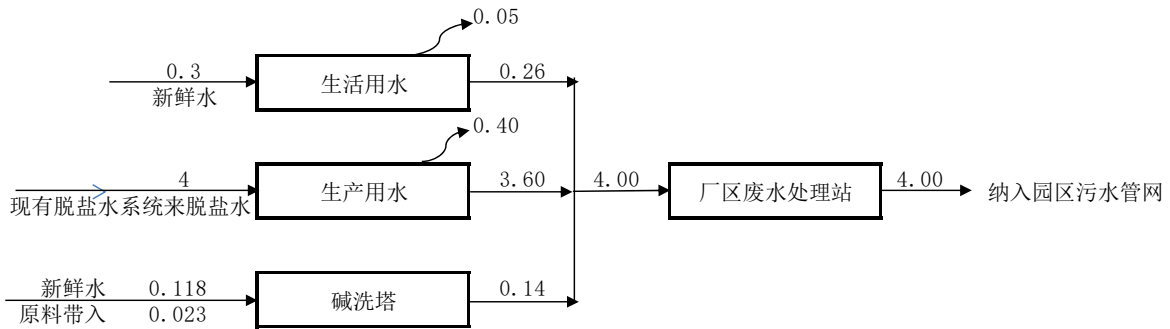 0.05
0.3
新鲜水
生活用水
0.26
0.40
4
现有脱盐水系统来脱盐水
生产用水
3.60
4.00
厂区废水处理站
4.00
纳入园区污水管网
新鲜水 0.118
原料带入 0.023
碱洗塔
0.14